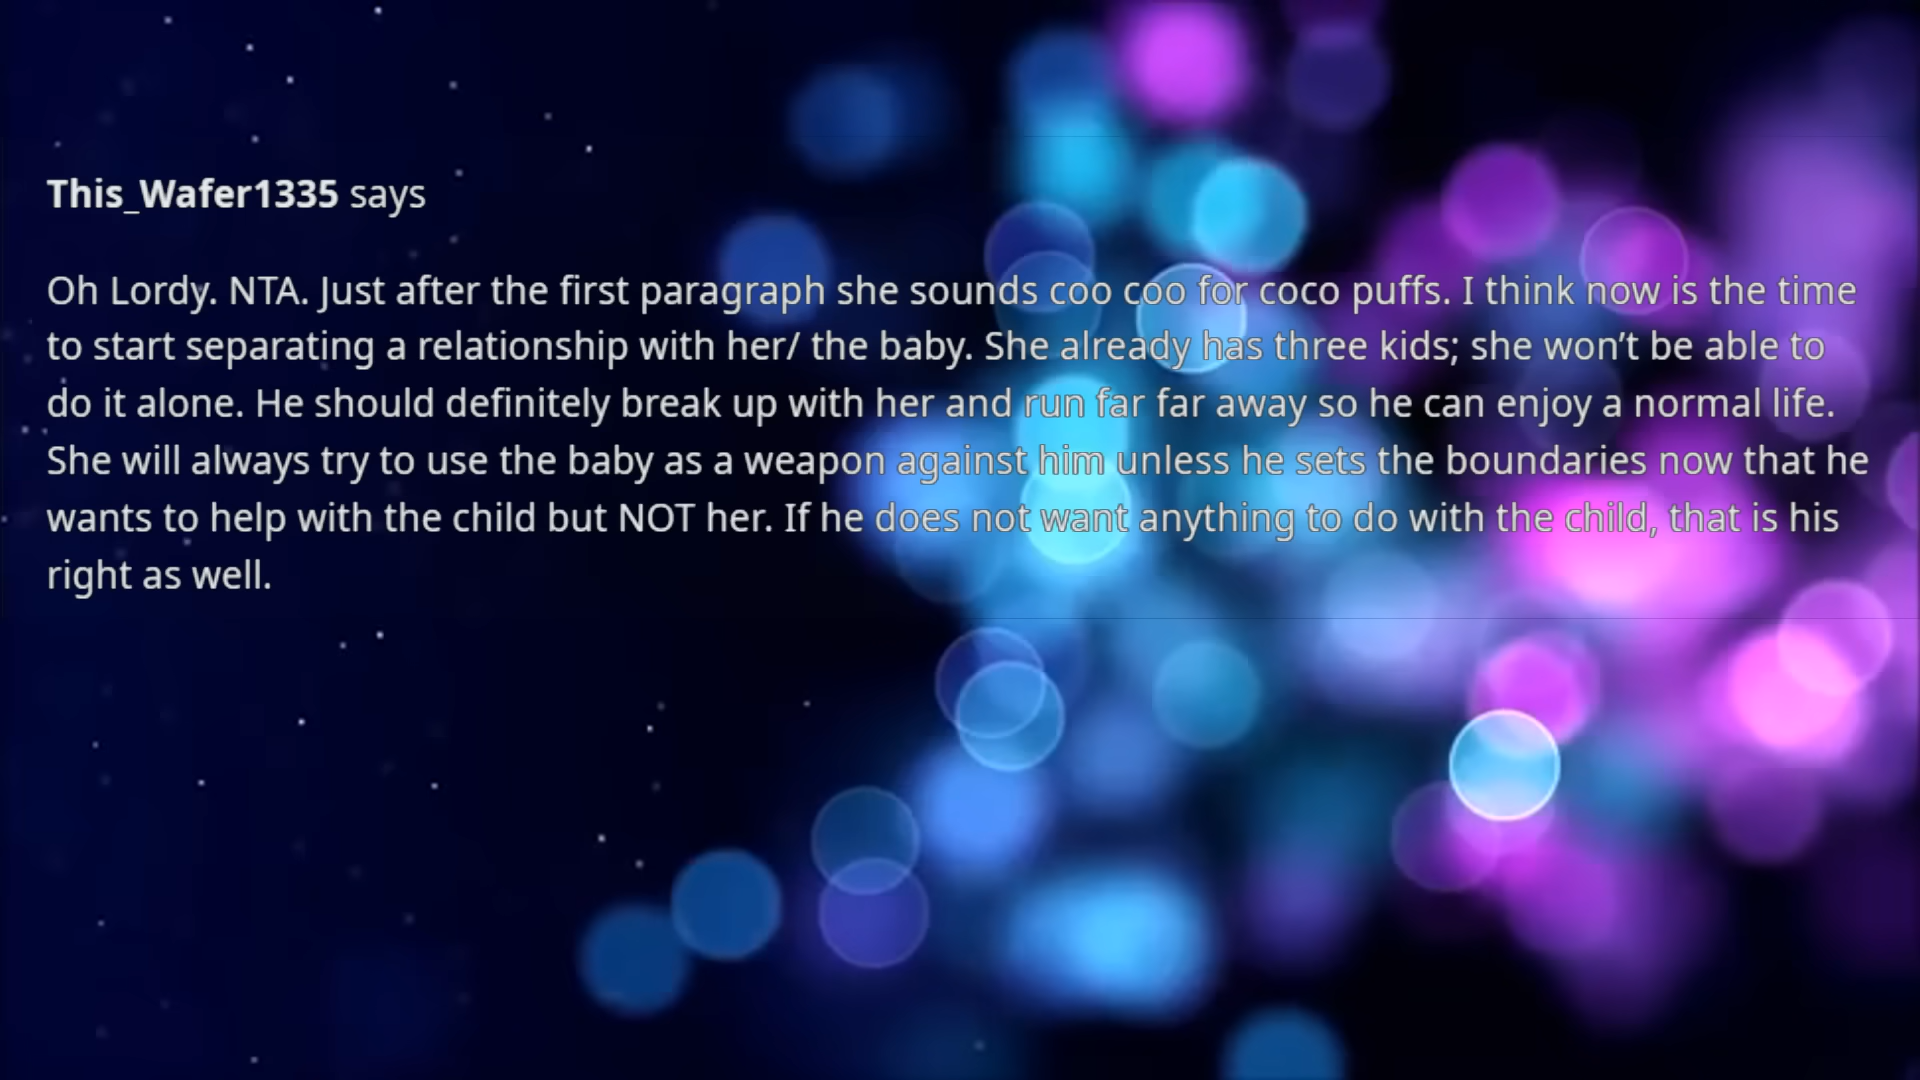 This_Wafer1335 says
Oh Lordy. NTA. Just after the first paragraph she sounds coo coo for coco puffs. I think now is the time
to start separating a relationship with her/ the baby. She already has three kids; she won’t be able to
do it alone. He should definitely break up with her and run far far away so he can enjoy a normal life.
She will always try to use the baby as a weapon against him unless he sets the boundaries now that he
wants to help with the child but NOT her. If he does not want anything to do with the child, that is his
right as well.